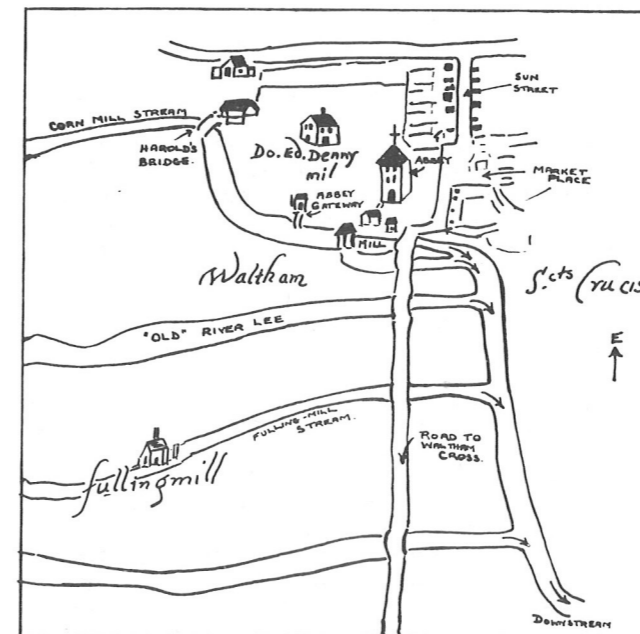 SUN
STREET
CORN MILL STREAM
HAROLD'S
BRIDGE.
Do. Ed. Denny
mil
ABBEY
MARKET
PLACE
ABBEY
GATEWAY
MILL
Waltham
S.cts Crucis
"OLD" RIVER LEE
E
FULLING-MILL
STREAM.
ROAD TO
WALTHAM
CROSS.
fullingmill
DOWNSTREAM